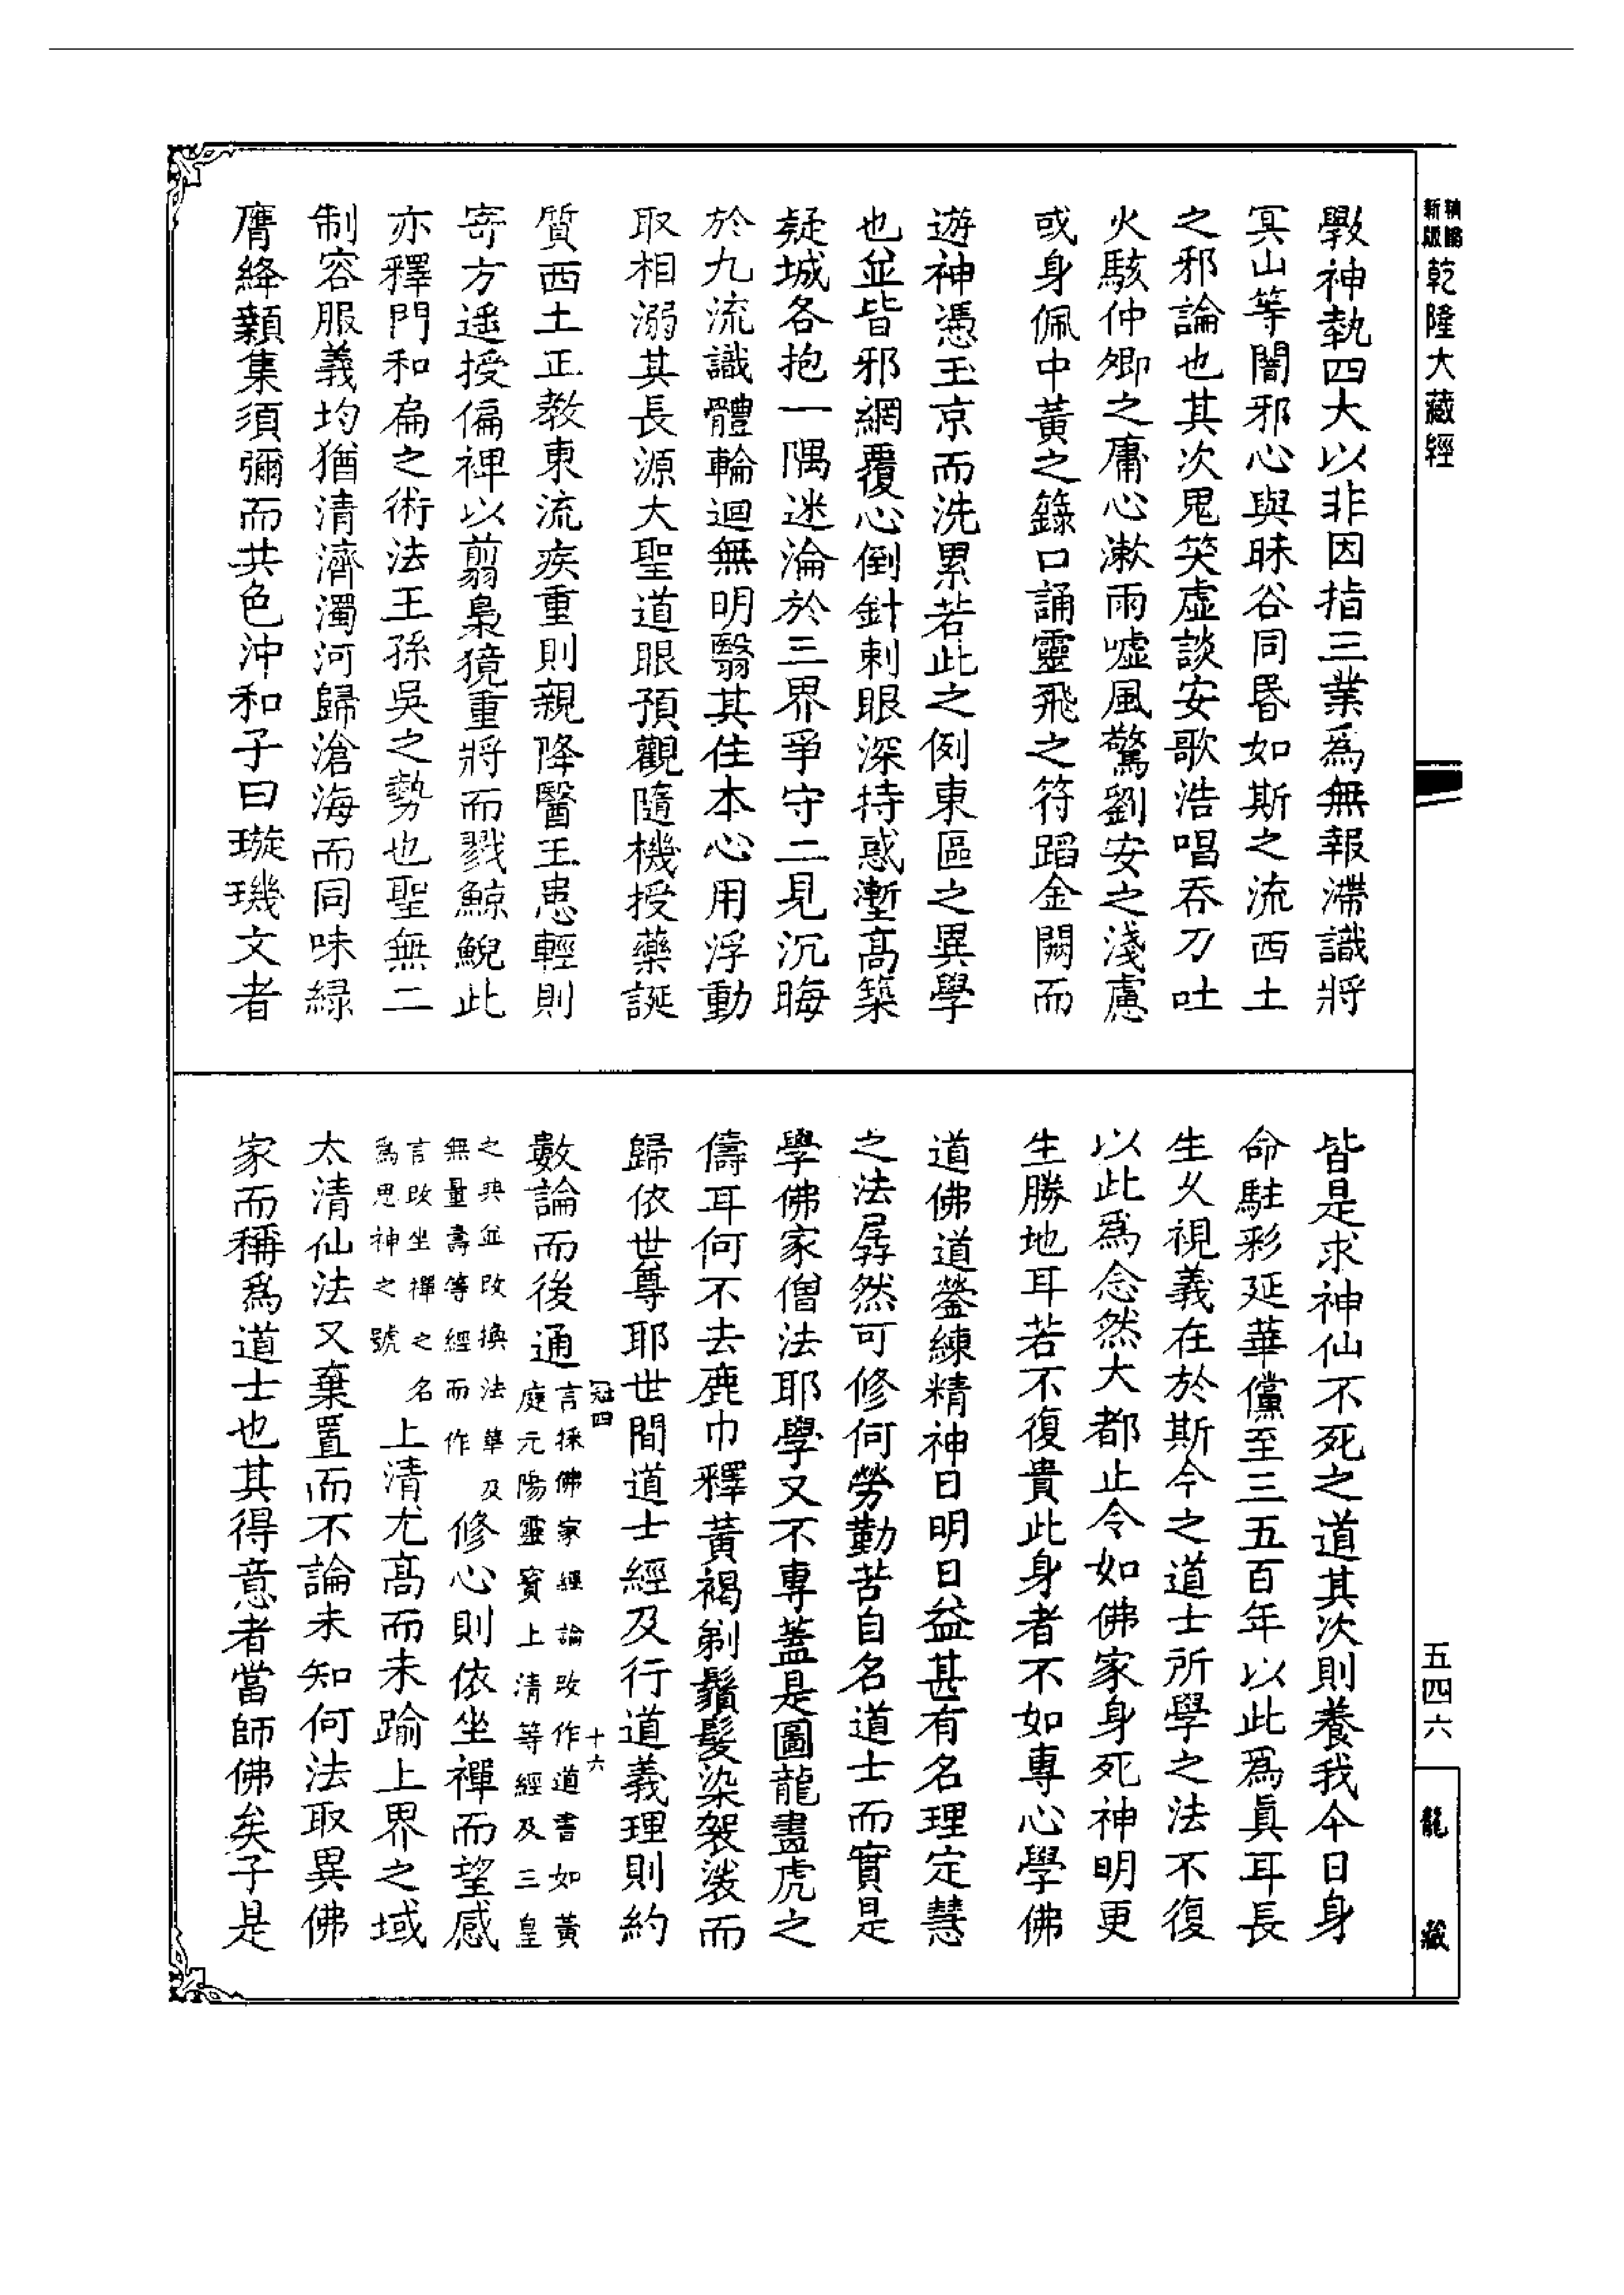 新版精縮乾隆大藏經
斅神執四大以非因指三業爲無報滯識將
冥山等闇邪心與昧谷同昬如斯之流西土
之邪論也其次鬼笑虛談安歌浩唱吞刀吐
火駭仲卿之庸心漱雨噓風驚劉安之淺慮
或身佩中黃之籙口誦靈飛之符蹈金闕而
遊神憑玉京而洗累若此之例東區之異學
也並皆邪網覆心倒針刺眼深持惑塹高築
疑城各抱一隅迷淪於三界爭守二見沉晦
於九流識體輪迴無明翳其住本心用浮動
取相溺其長源大聖道眼預觀隨機授藥誕
質西土正教東流疾重則親降醫王患輕則
寄方遙授偏裨以翦梟獍重將而戮鯨鯢此
亦釋門和扁之術法王孫吳之勢也聖無二
制容服義均猶清濟濁河歸滄海而同味緑
膺絳顙集須彌而共色沖和子曰璇璣文者
皆是求神仙不死之道其次則養我今日身
命駐彩延華儻至三五百年以此爲眞耳長
生久視義在於斯今之道士所學之法不復
以此爲念然大都止令如佛家身死神明更
生勝地耳若不復貴此身者不如專心學佛
道佛道鎣練精神日明日益甚有名理定慧
之法孱然可修何勞勤苦自名道士而實是
學佛家僧法耶學又不專蓋是圖龍畫虎之
儔耳何不去鹿巾釋黃褐剃鬚髮染袈裟而
歸依世尊耶世間道士經及行道義理則約
冠四
十六
數論而後通言採佛家經論改作道書如黃
庭元陽靈寶上清等經及三皇
之典並改換法華及
無量壽等經而作修心則依坐禪而望感
言改坐禪之名
爲思神之號上清尤高而未踰上界之域
太清仙法又棄置而不論未知何法取異佛
家而稱爲道士也其得意者當師佛矣子是
五四六
龍藏